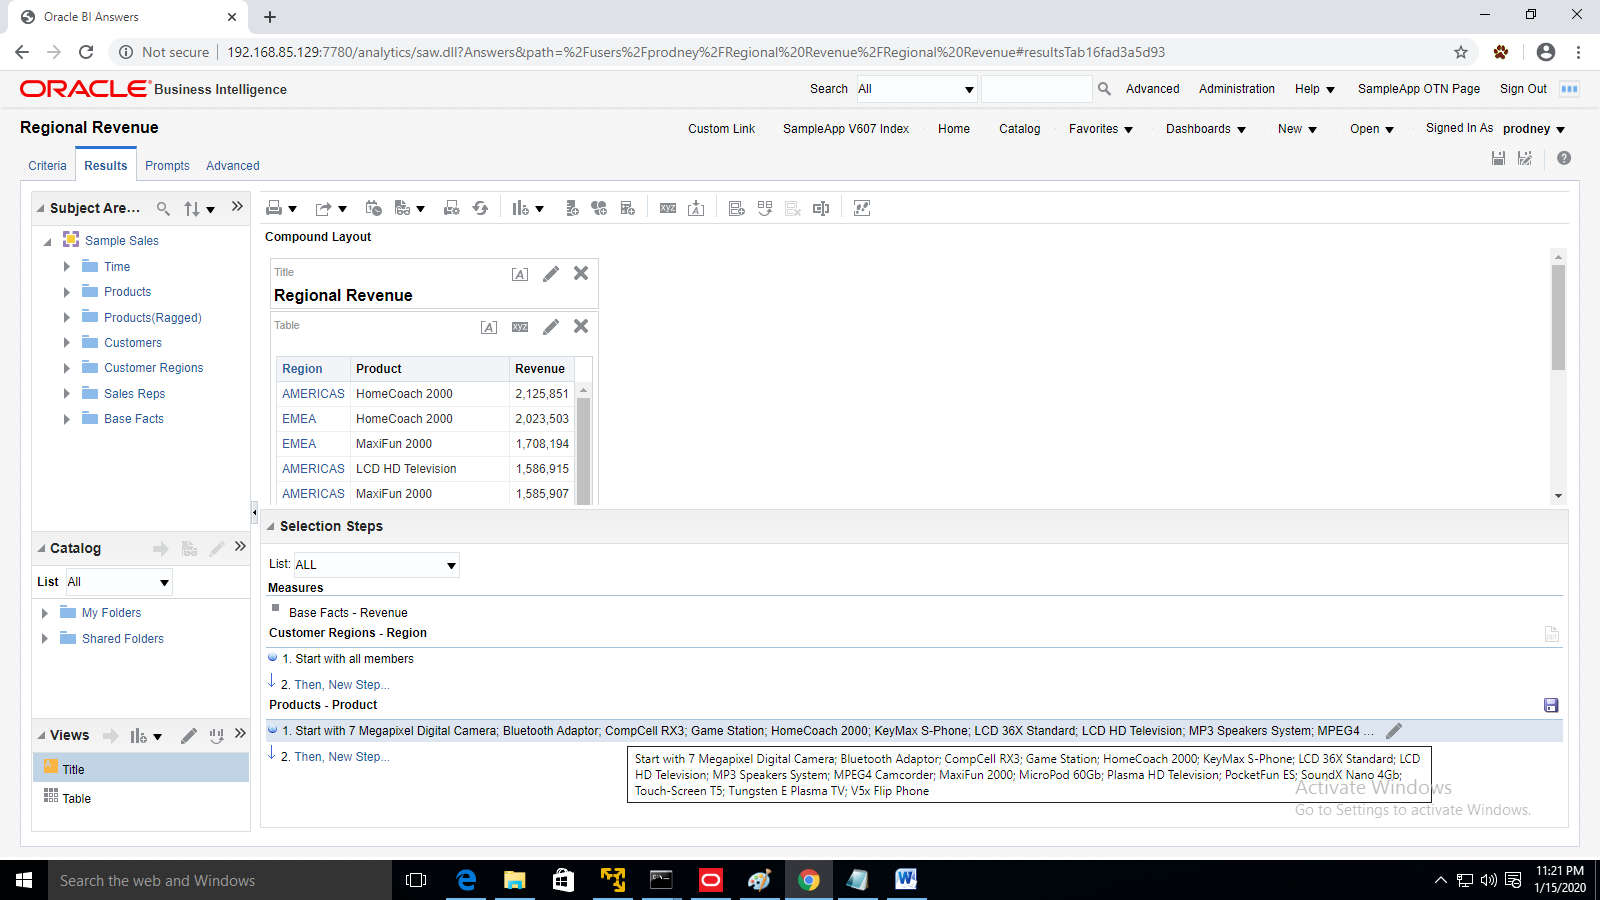 Oracle BI Answers
Not secure
192.168.85.129:7780/analytics/saw.dll?Answers&path=%2Fusers%2Fprodney%2FRegional%20Revenue%2FRegional%20Revenue#resultsTab16fad3a5d93
ORACLE Business Intelligence
Search All Advanced Administration Help SampleApp OTN Page Sign Out
Regional Revenue
Custom Link SampleApp V607 Index Home Catalog Favorites Dashboards New Open Signed In As prodney
Criteria Results Prompts Advanced
Subject Are...
Sample Sales
Time
Products
Products(Ragged)
Customers
Customer Regions
Sales Reps
Base Facts
Catalog
List All
My Folders
Shared Folders
Views
Title
Table
Compound Layout
Title
Regional Revenue
Table
xyz
Region Product Revenue
AMERICAS HomeCoach 2000 2,125,851
EMEA HomeCoach 2000 2,023,503
EMEA MaxiFun 2000 1,708,194
AMERICAS LCD HD Television 1,586,915
AMERICAS MaxiFun 2000 1,585,907
Selection Steps
List: ALL
Measures
Base Facts - Revenue
Customer Regions - Region
1. Start with all members
2. Then, New Step...
Products - Product
1. Start with 7 Megapixel Digital Camera; Bluetooth Adaptor; CompCell RX3; Game Station; HomeCoach 2000; KeyMax S-Phone; LCD 36X Standard; LCD HD Television; MP3 Speakers System; MPEG4 ...
2. Then, New Step...
Start with 7 Megapixel Digital Camera; Bluetooth Adaptor; CompCell RX3; Game Station; HomeCoach 2000; KeyMax S-Phone; LCD 36X Standard; LCD
HD Television; MP3 Speakers System; MPEG4 Camcorder; MaxiFun 2000; MicroPod 60Gb; Plasma HD Television; PocketFun ES; SoundX Nano 4Gb;
Touch-Screen T5; Tungsten E Plasma TV; V5x Flip Phone
Activate Windows
Go to Settings to activate Windows.
Search the web and Windows
11:21 PM
1/15/2020